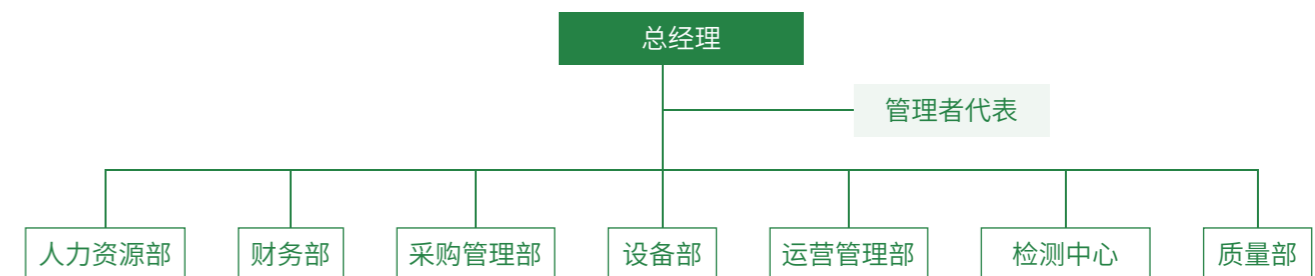 总经理
管理者代表
人力资源部
财务部
采购管理部
设备部
运营管理部
检测中心
质量部